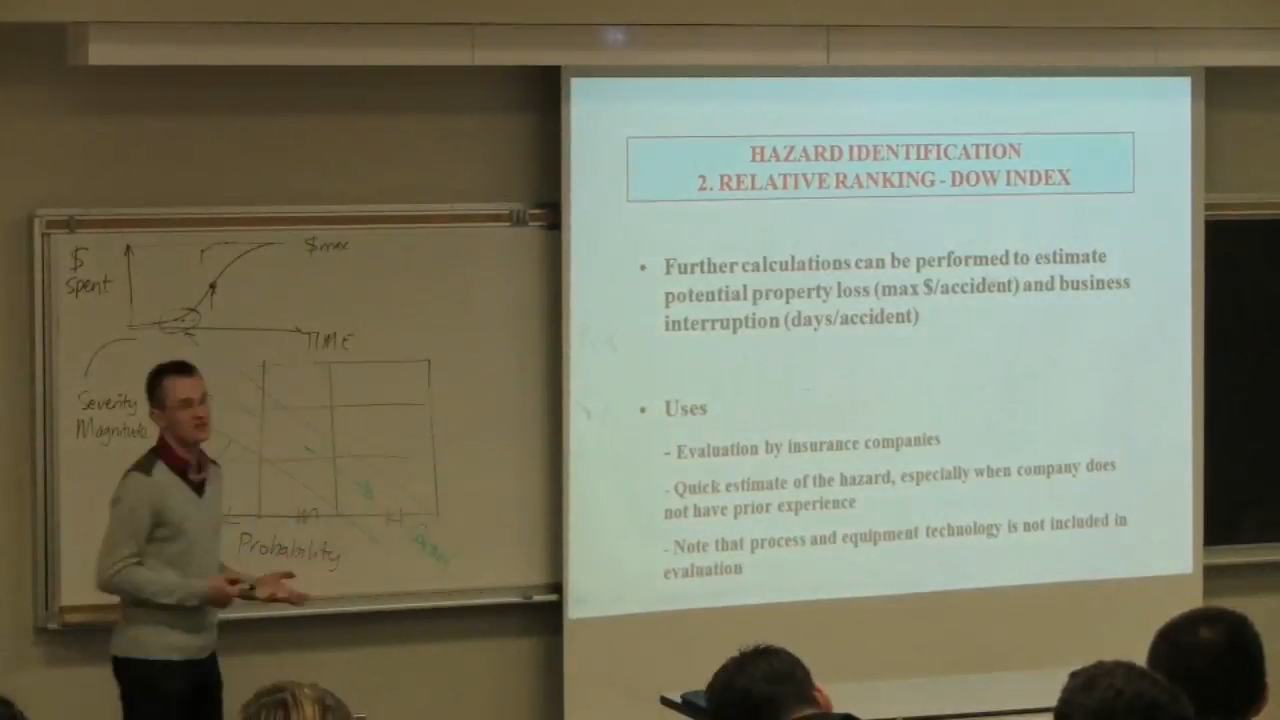 $
spent
$max
TIME
Severity
Magnitude
Probability
L
M
H
HAZARD IDENTIFICATION
2. RELATIVE RANKING - DOW INDEX
• Further calculations can be performed to estimate
potential property loss (max $/accident) and business
interruption (days/accident)
• Uses
- Evaluation by insurance companies
- Quick estimate of the hazard, especially when company does
not have prior experience
- Note that process and equipment technology is not included in
evaluation